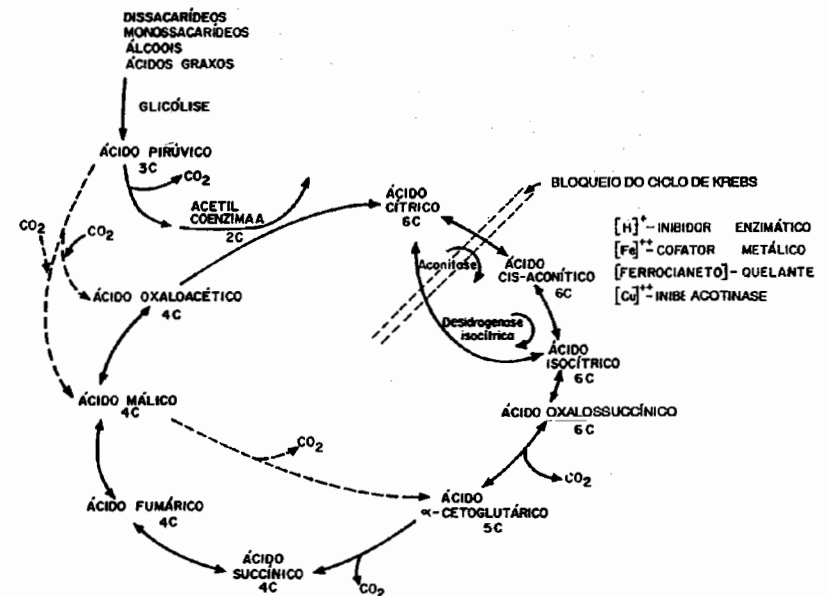 DISSACARÍDEOS
MONOSSACARÍDEOS
ÁLCOOIS
ÁCIDOS GRAXOS
GLICÓLISE
ÁCIDO PIRÚVICO
3C
CO2
ACETIL
COENZIMA A
2C
CO2
CO2
ÁCIDO OXALOACÉTICO
4C
ÁCIDO
CÍTRICO
6C
BLOQUEIO DO CICLO DE KREBS
[H]+-INIBIDOR ENZIMÁTICO
[Fe]++-COFATOR METÁLICO
[FERROCIANETO]-QUELANTE
[Cu]++-INIBE ACOTINASE
Aconitase
ÁCIDO
CIS-ACONÍTICO
6C
Desidrogenase
isocítrica
ÁCIDO
ISOCÍTRICO
6C
ÁCIDO OXALOSSUCCÍNICO
6C
CO2
ÁCIDO MÁLICO
4C
CO2
ÁCIDO
α-CETOGLUTÁRICO
5C
ÁCIDO FUMÁRICO
4C
ÁCIDO
SUCCÍNICO
4C
CO2